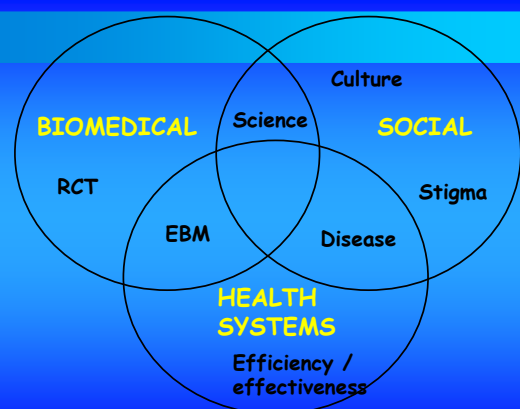 Culture
BIOMEDICAL
Science
SOCIAL
RCT
Stigma
EBM
Disease
HEALTH
SYSTEMS
Efficiency /
effectiveness